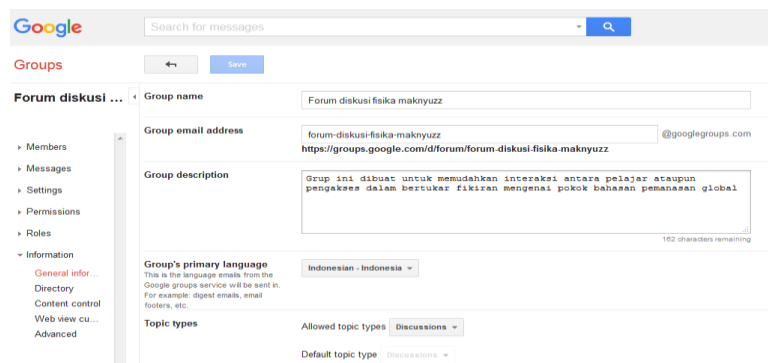 Google
Search for messages
Groups
Save
Forum diskusi ...
Members
Messages
Settings
Permissions
Roles
Information
General infor...
Directory
Content control
Web view cu...
Advanced
Group name
Forum diskusi fisika maknyuzz
Group email address
forum-diskusi-fisika-maknyuzz @googlegroups.com
https://groups.google.com/d/forum/forum-diskusi-fisika-maknyuzz
Group description
Grup ini dibuat untuk memudahkan interaksi antara pelajar ataupun
pengakses dalam bertukar fikiran mengenai pokok bahasan pemanasan global
162 characters remaining
Group's primary language
This is the language emails from the
Google groups service will be sent in.
For example: digest emails, email
footers, etc.
Indonesian - Indonesia
Topic types
Allowed topic types Discussions
Default topic type Discussions